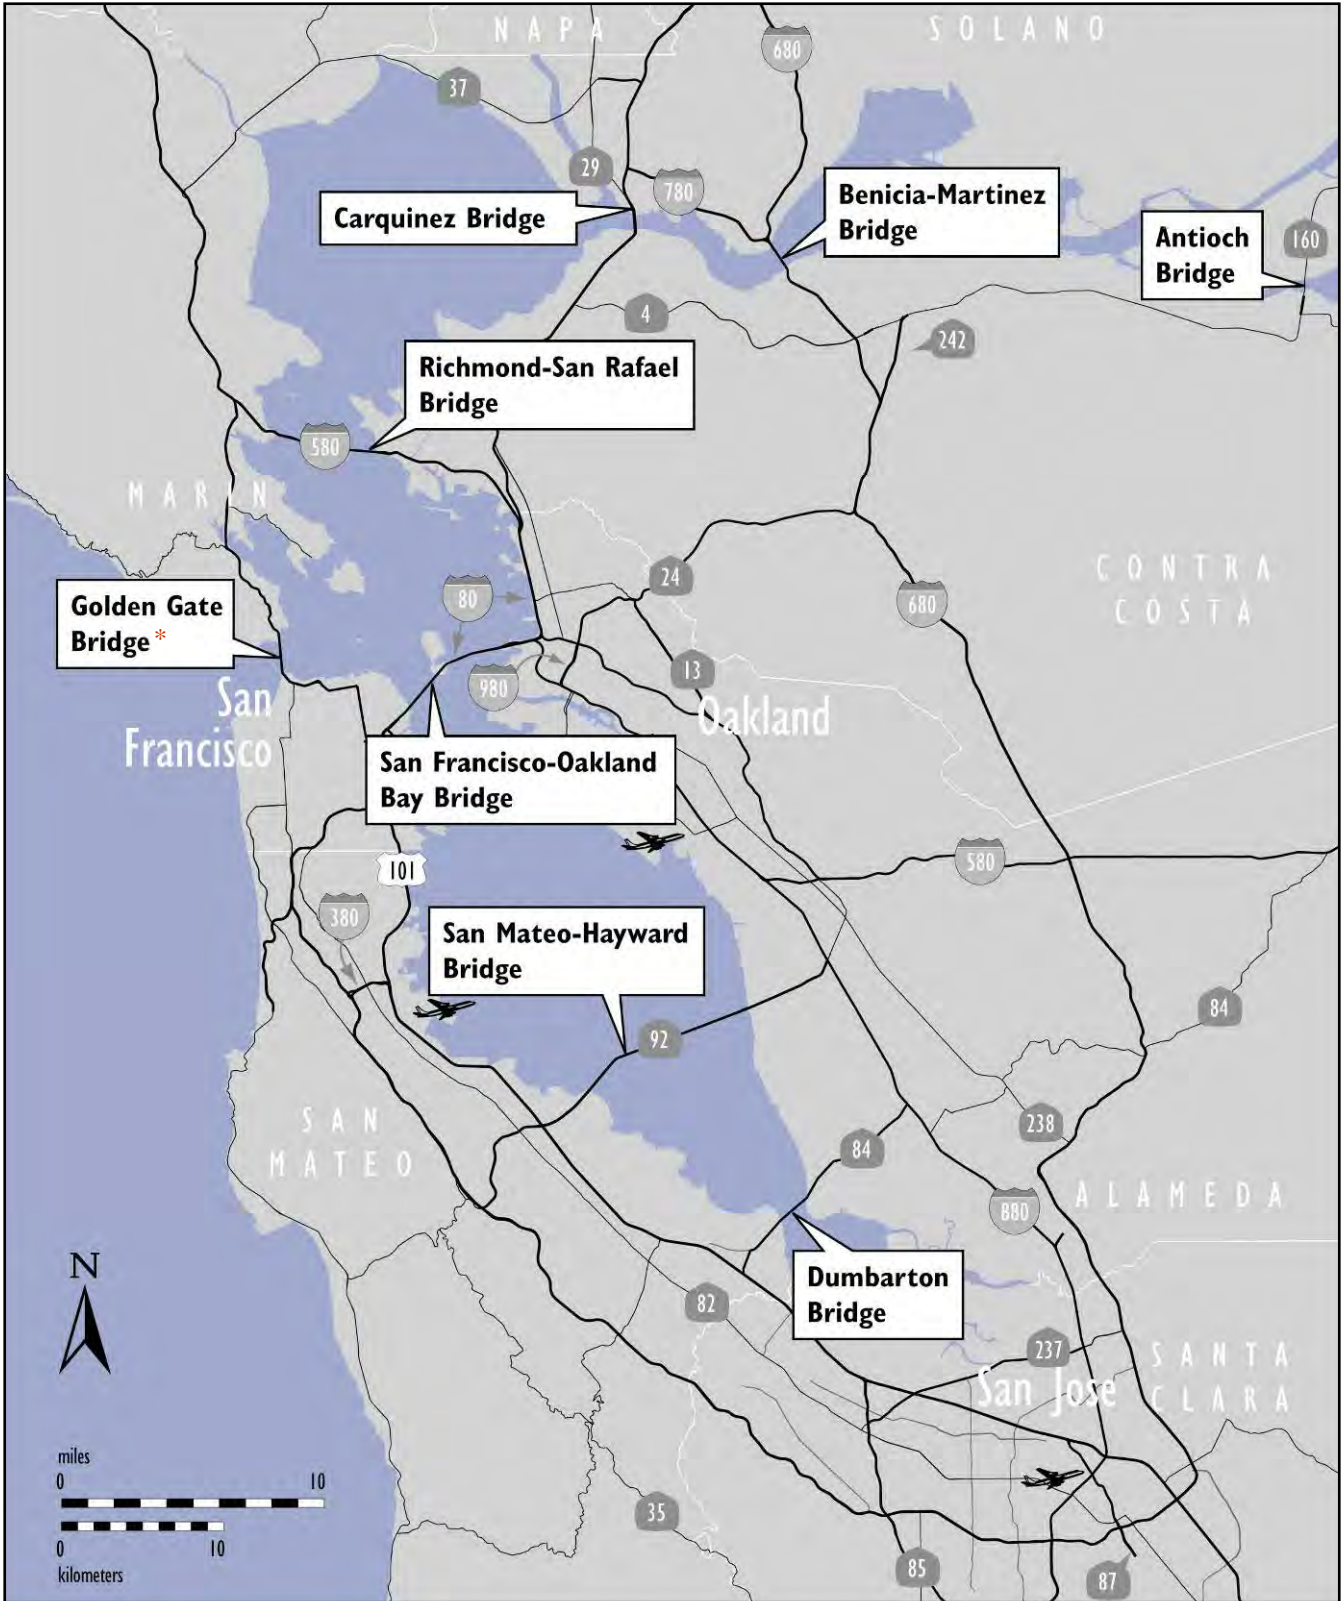 NAPA
SOLANO
680
37
29
780
Carquinez Bridge
Benicia-Martinez
Bridge
Antioch
Bridge
160
4
242
Richmond-San Rafael
Bridge
580
MARIN
80
24
680
CONTRA
COSTA
Golden Gate
Bridge*
980
13
San
Francisco
Oakland
San Francisco-Oakland
Bay Bridge
101
580
380
San Mateo-Hayward
Bridge
92
84
SAN
MATEO
84
238
880
ALAMEDA
N
Dumbarton
Bridge
82
237
SANTA
CLARA
San Jose
miles
0 10
0 10
kilometers
35
85
87